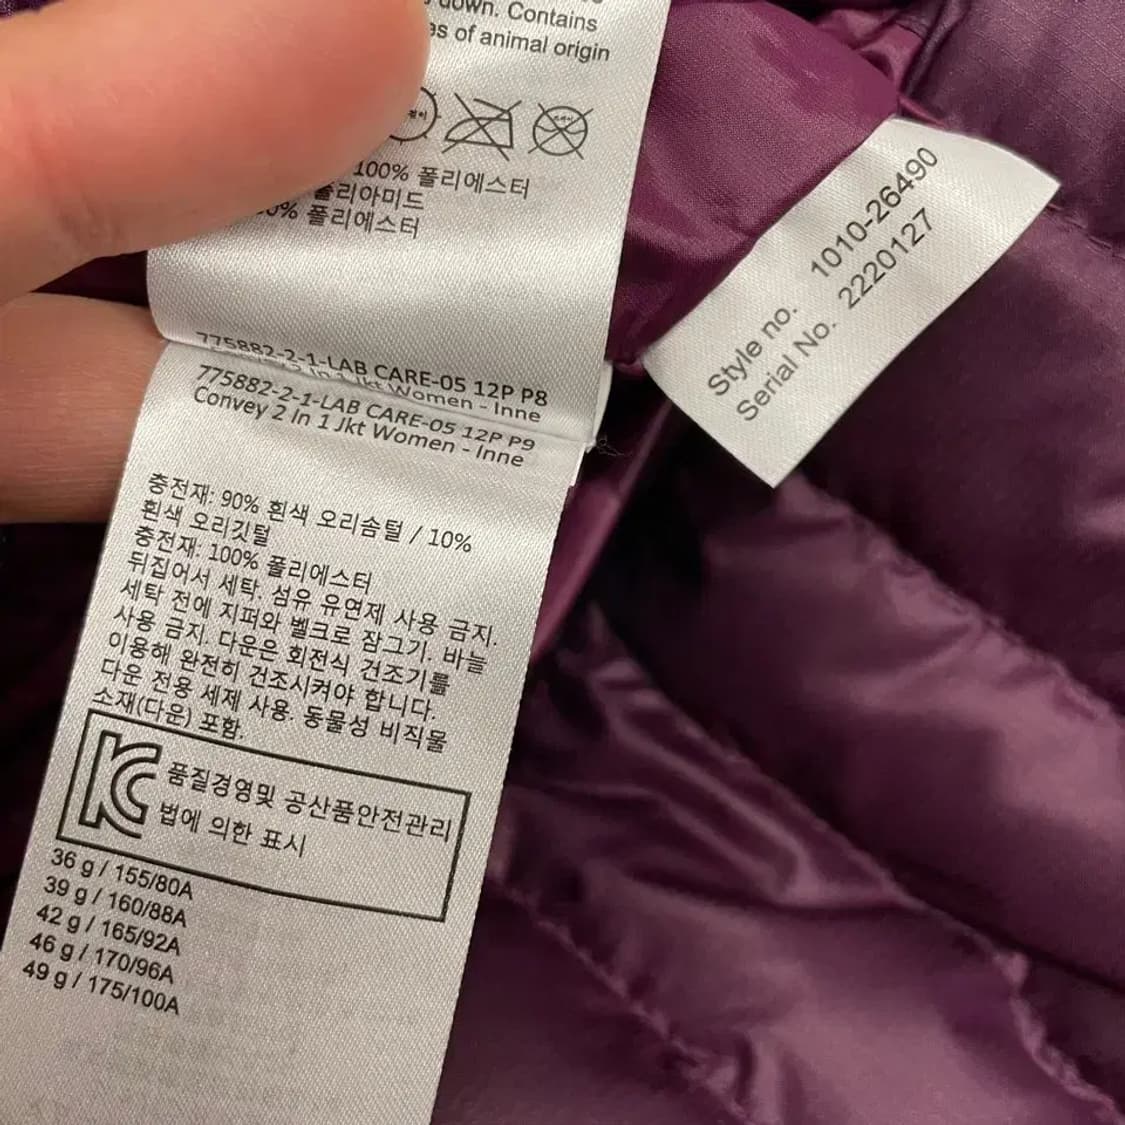 down. Contains
of animal origin
100% 폴리에스터
폴리아미드
폴리에스터
775882-2-1-LAB CARE-05 12P P8
Jkt Women - Inne
775882-2-1-LAB CARE-05 12P P9
Convey 2 In 1 Jkt Women - Inne
충전재: 90% 흰색 오리솜털 / 10%
흰색 오리깃털
충전재: 100% 폴리에스터
뒤집어서 세탁. 섬유 유연제 사용 금지.
세탁 전에 지퍼와 벨크로 잠그기. 바늘
사용 금지. 다운은 회전식 건조기를
이용해 완전히 건조시켜야 합니다.
다운 전용 세제 사용. 동물성 비직물
소재(다운) 포함.
품질경영및 공산품안전관리
법에 의한 표시
36 g / 155/80A
39 g / 160/88A
42 g / 165/92A
46 g / 170/96A
49 g / 175/100A
Style no. 1010-26490
Serial No. 2220127